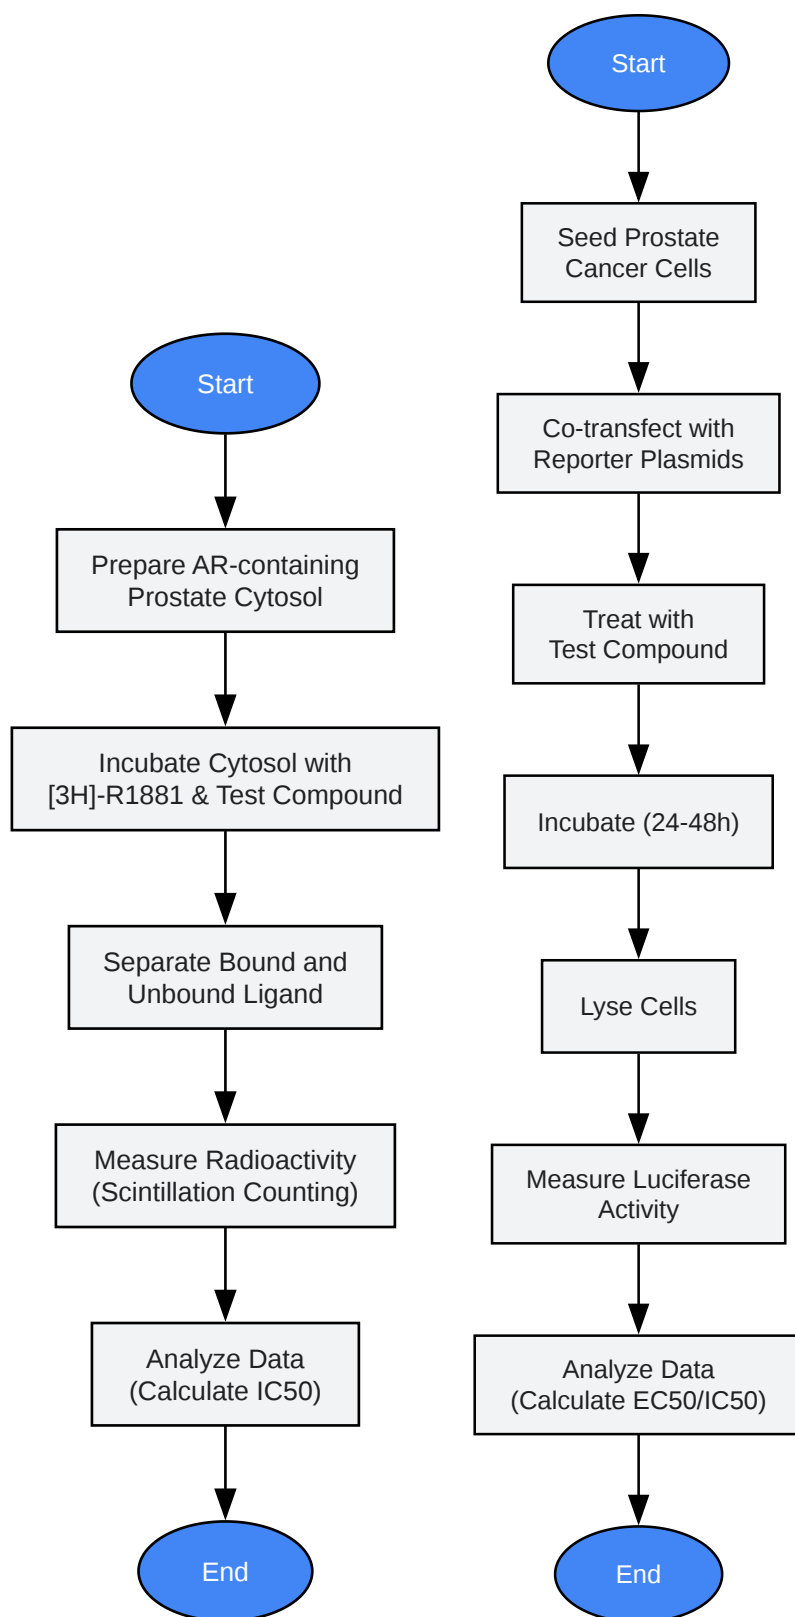 Start
Prepare AR-containing
Prostate Cytosol
Incubate Cytosol with
[3H]-R1881 & Test Compound
Separate Bound and
Unbound Ligand
Measure Radioactivity
(Scintillation Counting)
Analyze Data
(Calculate IC50)
End
Start
Seed Prostate
Cancer Cells
Co-transfect with
Reporter Plasmids
Treat with
Test Compound
Incubate (24-48h)
Lyse Cells
Measure Luciferase
Activity
Analyze Data
(Calculate EC50/IC50)
End